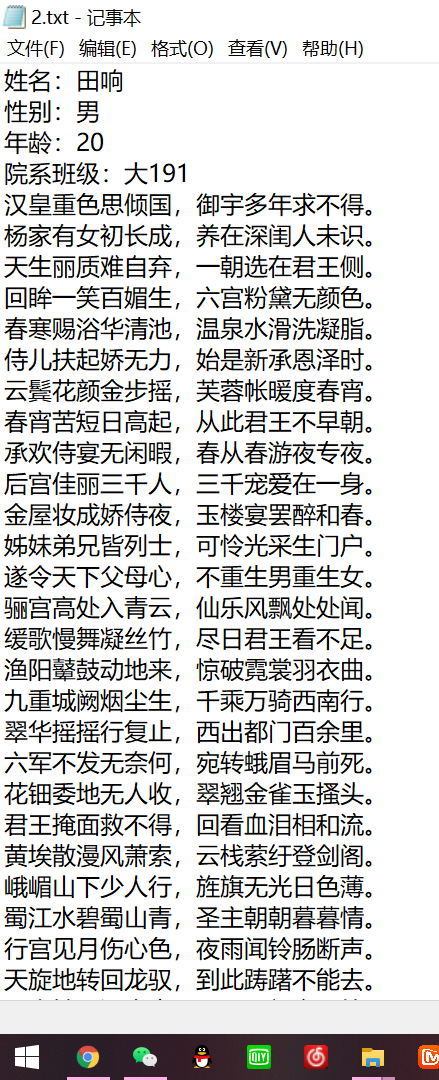 2.txt - 记事本
文件(F) 编辑(E) 格式(O) 查看(V) 帮助(H)
姓名：田响
性别：男
年龄：20
院系班级：大191
汉皇重色思倾国，御宇多年求不得。
杨家有女初长成，养在深闺人未识。
天生丽质难自弃，一朝选在君王侧。
回眸一笑百媚生，六宫粉黛无颜色。
春寒赐浴华清池，温泉水滑洗凝脂。
侍儿扶起娇无力，始是新承恩泽时。
云鬓花颜金步摇，芙蓉帐暖度春宵。
春宵苦短日高起，从此君王不早朝。
承欢侍宴无闲暇，春从春游夜专夜。
后宫佳丽三千人，三千宠爱在一身。
金屋妆成娇侍夜，玉楼宴罢醉和春。
姊妹弟兄皆列士，可怜光采生门户。
遂令天下父母心，不重生男重生女。
骊宫高处入青云，仙乐风飘处处闻。
缓歌慢舞凝丝竹，尽日君王看不足。
渔阳鼙鼓动地来，惊破霓裳羽衣曲。
九重城阙烟尘生，千乘万骑西南行。
翠华摇摇行复止，西出都门百余里。
六军不发无奈何，宛转蛾眉马前死。
花钿委地无人收，翠翘金雀玉搔头。
君王掩面救不得，回看血泪相和流。
黄埃散漫风萧索，云栈萦纡登剑阁。
峨嵋山下少人行，旌旗无光日色薄。
蜀江水碧蜀山青，圣主朝朝暮暮情。
行宫见月伤心色，夜雨闻铃肠断声。
天旋地转回龙驭，到此踌躇不能去。
DIY